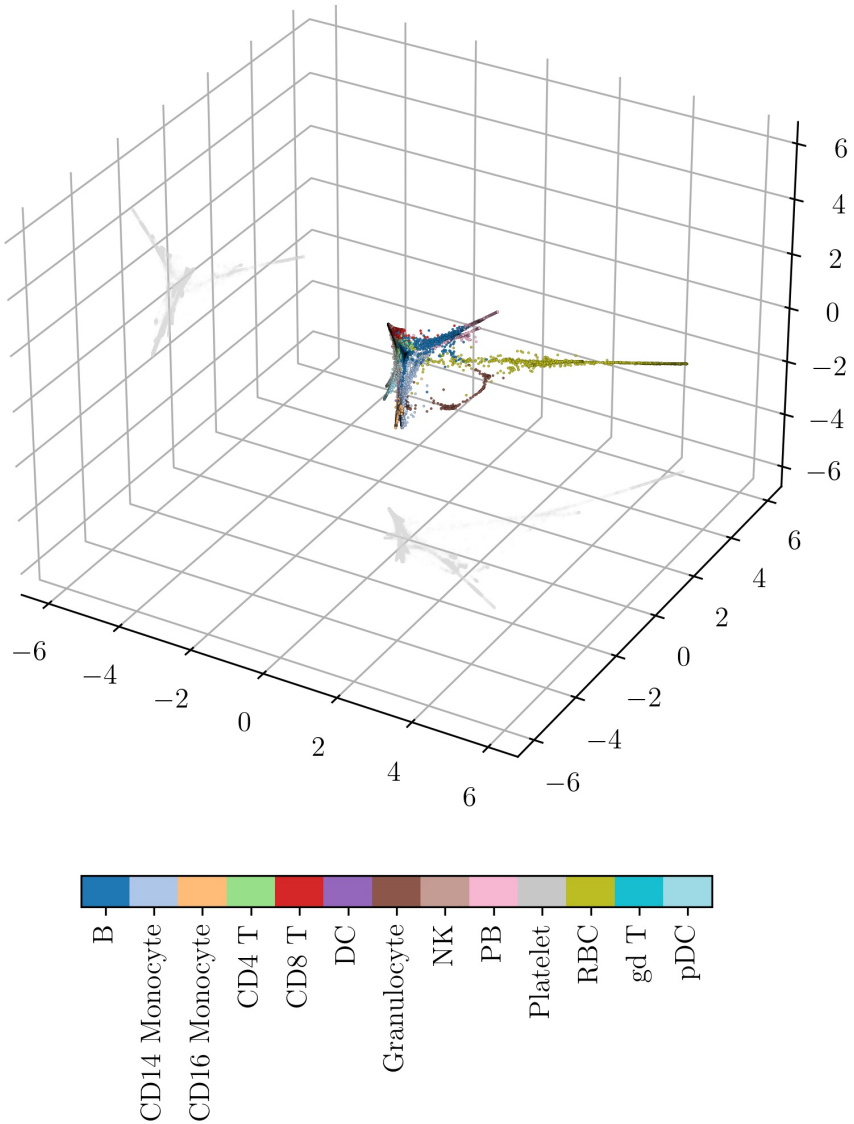 6
4
2
0
−2
−4
−6
6
4
2
0
−2
−4
−6
−6
−4
−2
0
2
4
6
B
CD14 Monocyte
CD16 Monocyte
CD4 T
CD8 T
DC
Granulocyte
NK
PB
Platelet
RBC
gd T
pDC